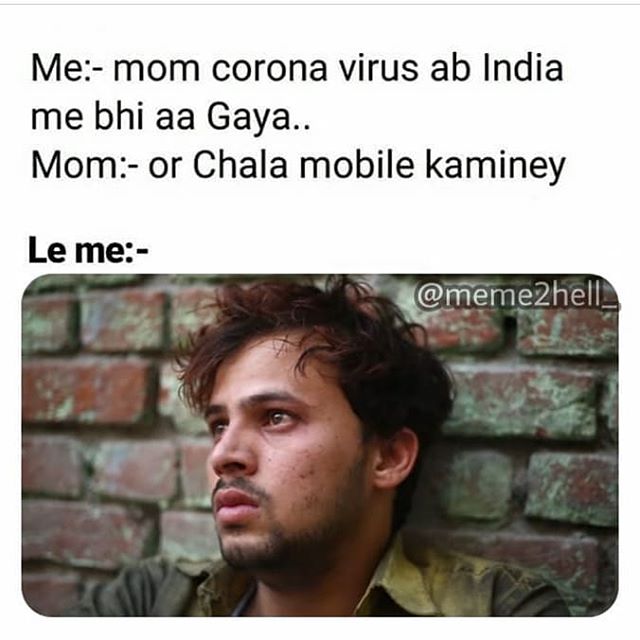 Me:- mom corona virus ab India
me bhi aa Gaya..
Mom:- or Chala mobile kaminey
Le me:-
@meme2hell_